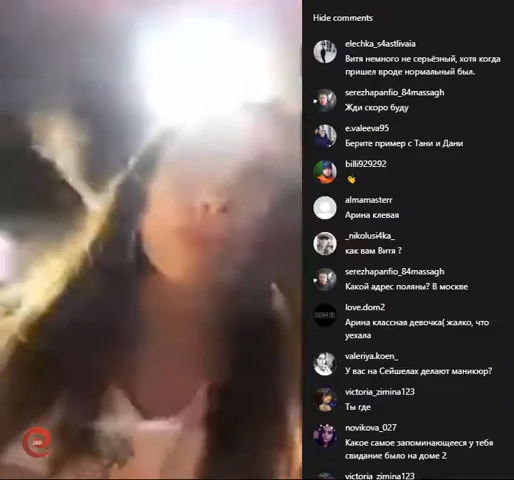 Hide comments
elechka_s4astlivaia
Витя немного не серьёзный, хотя когда
пришел вроде нормальный был.
serezhapanfio_84massagh
Жди скоро буду
e.valeeva95
Берите пример с Тани и Дани
billi929292
almamasterr
Арина клевая
_nikolusi4ka_
как вам Витя ?
serezhapanfio_84massagh
Какой адрес поляны? В москве
love.dom2
Арина классная девочка( жалко, что
уехала
valeriya.koen_
У вас на Сейшелах делают маникюр?
victoria_zimina123
Ты где
novikova_027
Какое самое запоминающееся у тебя
свидание было на доме 2
victoria_zimina123